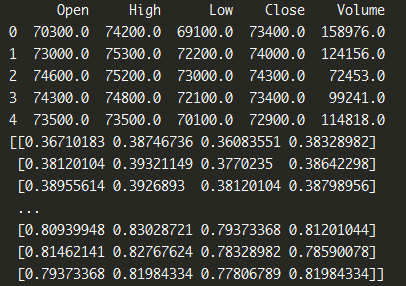 Open High Low Close Volume
0 70300.0 74200.0 69100.0 73400.0 158976.0
1 73000.0 75300.0 72200.0 74000.0 124156.0
2 74600.0 75200.0 73000.0 74300.0 72453.0
3 74300.0 74800.0 72100.0 73400.0 99241.0
4 73500.0 73500.0 70100.0 72900.0 114818.0
[[0.36710183 0.38746736 0.36083551 0.38328982]
[0.38120104 0.39321149 0.3770235 0.38642298]
[0.38955614 0.3926893 0.38120104 0.38798956]
...
[0.80939948 0.83028721 0.79373368 0.81201044]
[0.81462141 0.82767624 0.78328982 0.78590078]
[0.79373368 0.81984334 0.77806789 0.81984334]]